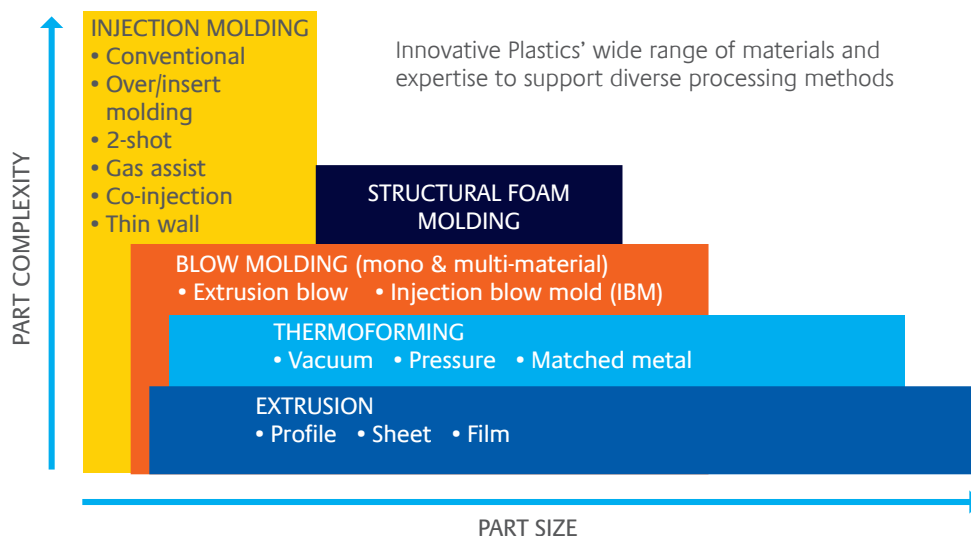 INJECTION MOLDING
• Conventional
• Over/insert
molding
• 2-shot
• Gas assist
• Co-injection
• Thin wall
Innovative Plastics’ wide range of materials and
expertise to support diverse processing methods
STRUCTURAL FOAM
MOLDING
BLOW MOLDING (mono & multi-material)
• Extrusion blow • Injection blow mold (IBM)
THERMOFORMING
• Vacuum • Pressure • Matched metal
EXTRUSION
• Profile • Sheet • Film
PART COMPLEXITY
PART SIZE